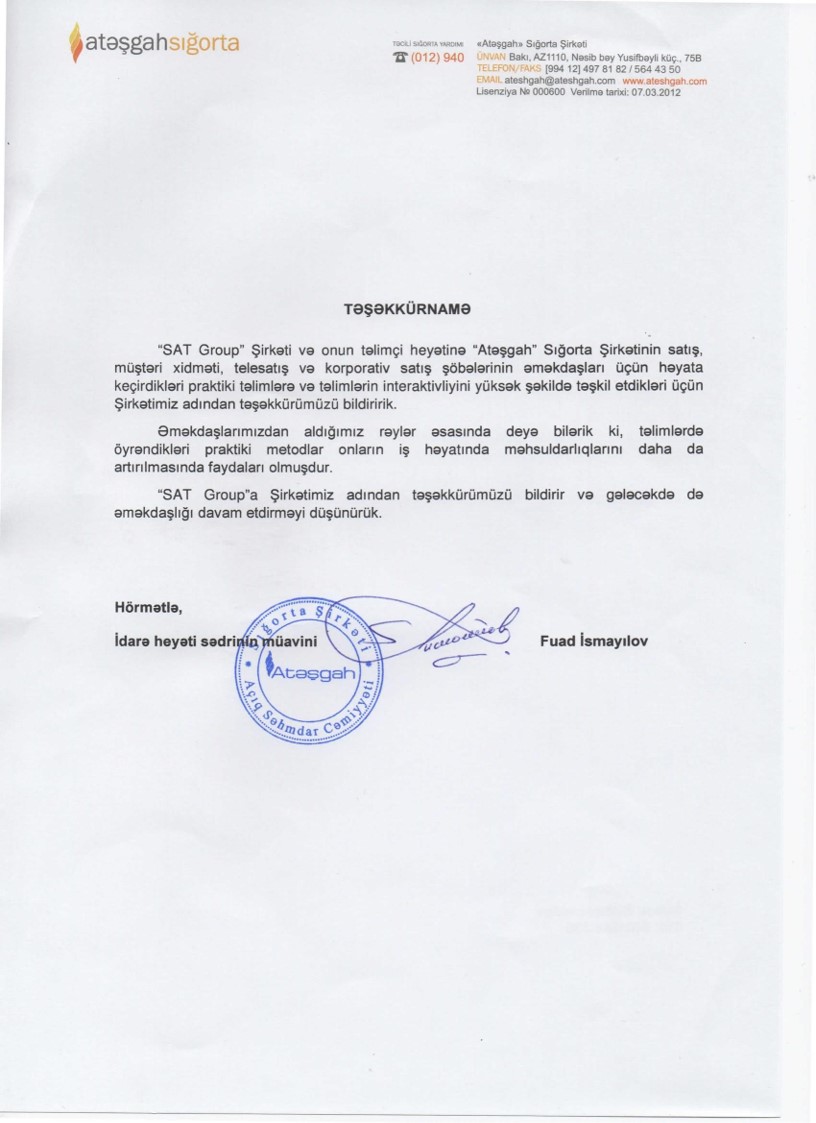 atəşgahsığorta
TƏCİLİ SIĞORTA YARDIMI
☎ (012) 940
«Atəşgah» Sığorta Şirkəti
ÜNVAN Bakı, AZ1110, Nəsib bəy Yusifbəyli küç., 75B
TELEFON/FAKS [994 12] 497 81 82 / 564 43 50
EMAIL ateshgah@ateshgah.com www.ateshgah.com
Lisenziya № 000600 Verilmə tarixi: 07.03.2012
TƏŞƏKKÜRNAMƏ
“SAT Group” Şirkəti və onun təlimçi heyətinə “Atəşgah” Sığorta Şirkətinin satış,
müştəri xidməti, telesatış və korporativ satış şöbələrinin əməkdaşları üçün həyata
keçirdikləri praktiki təlimlərə və təlimlərin interaktivliyini yüksək şəkildə təşkil etdikləri üçün
Şirkətimiz adından təşəkkürümüzü bildiririk.
Əməkdaşlarımızdan aldığımız rəylər əsasında deyə bilərik ki, təlimlərdə
öyrəndikləri praktiki metodlar onların iş həyatında məhsuldarlıqlarını daha da
artırılmasında faydaları olmuşdur.
“SAT Group”a Şirkətimiz adından təşəkkürümüzü bildirir və gələcəkdə də
əməkdaşlığı davam etdirməyi düşünürük.
Hörmətlə,
İdarə heyəti sədrinin müavini
Fuad İsmayılov
Sığorta Şirkəti
Atəşgah
Açıq Səhmdar Cəmiyyəti